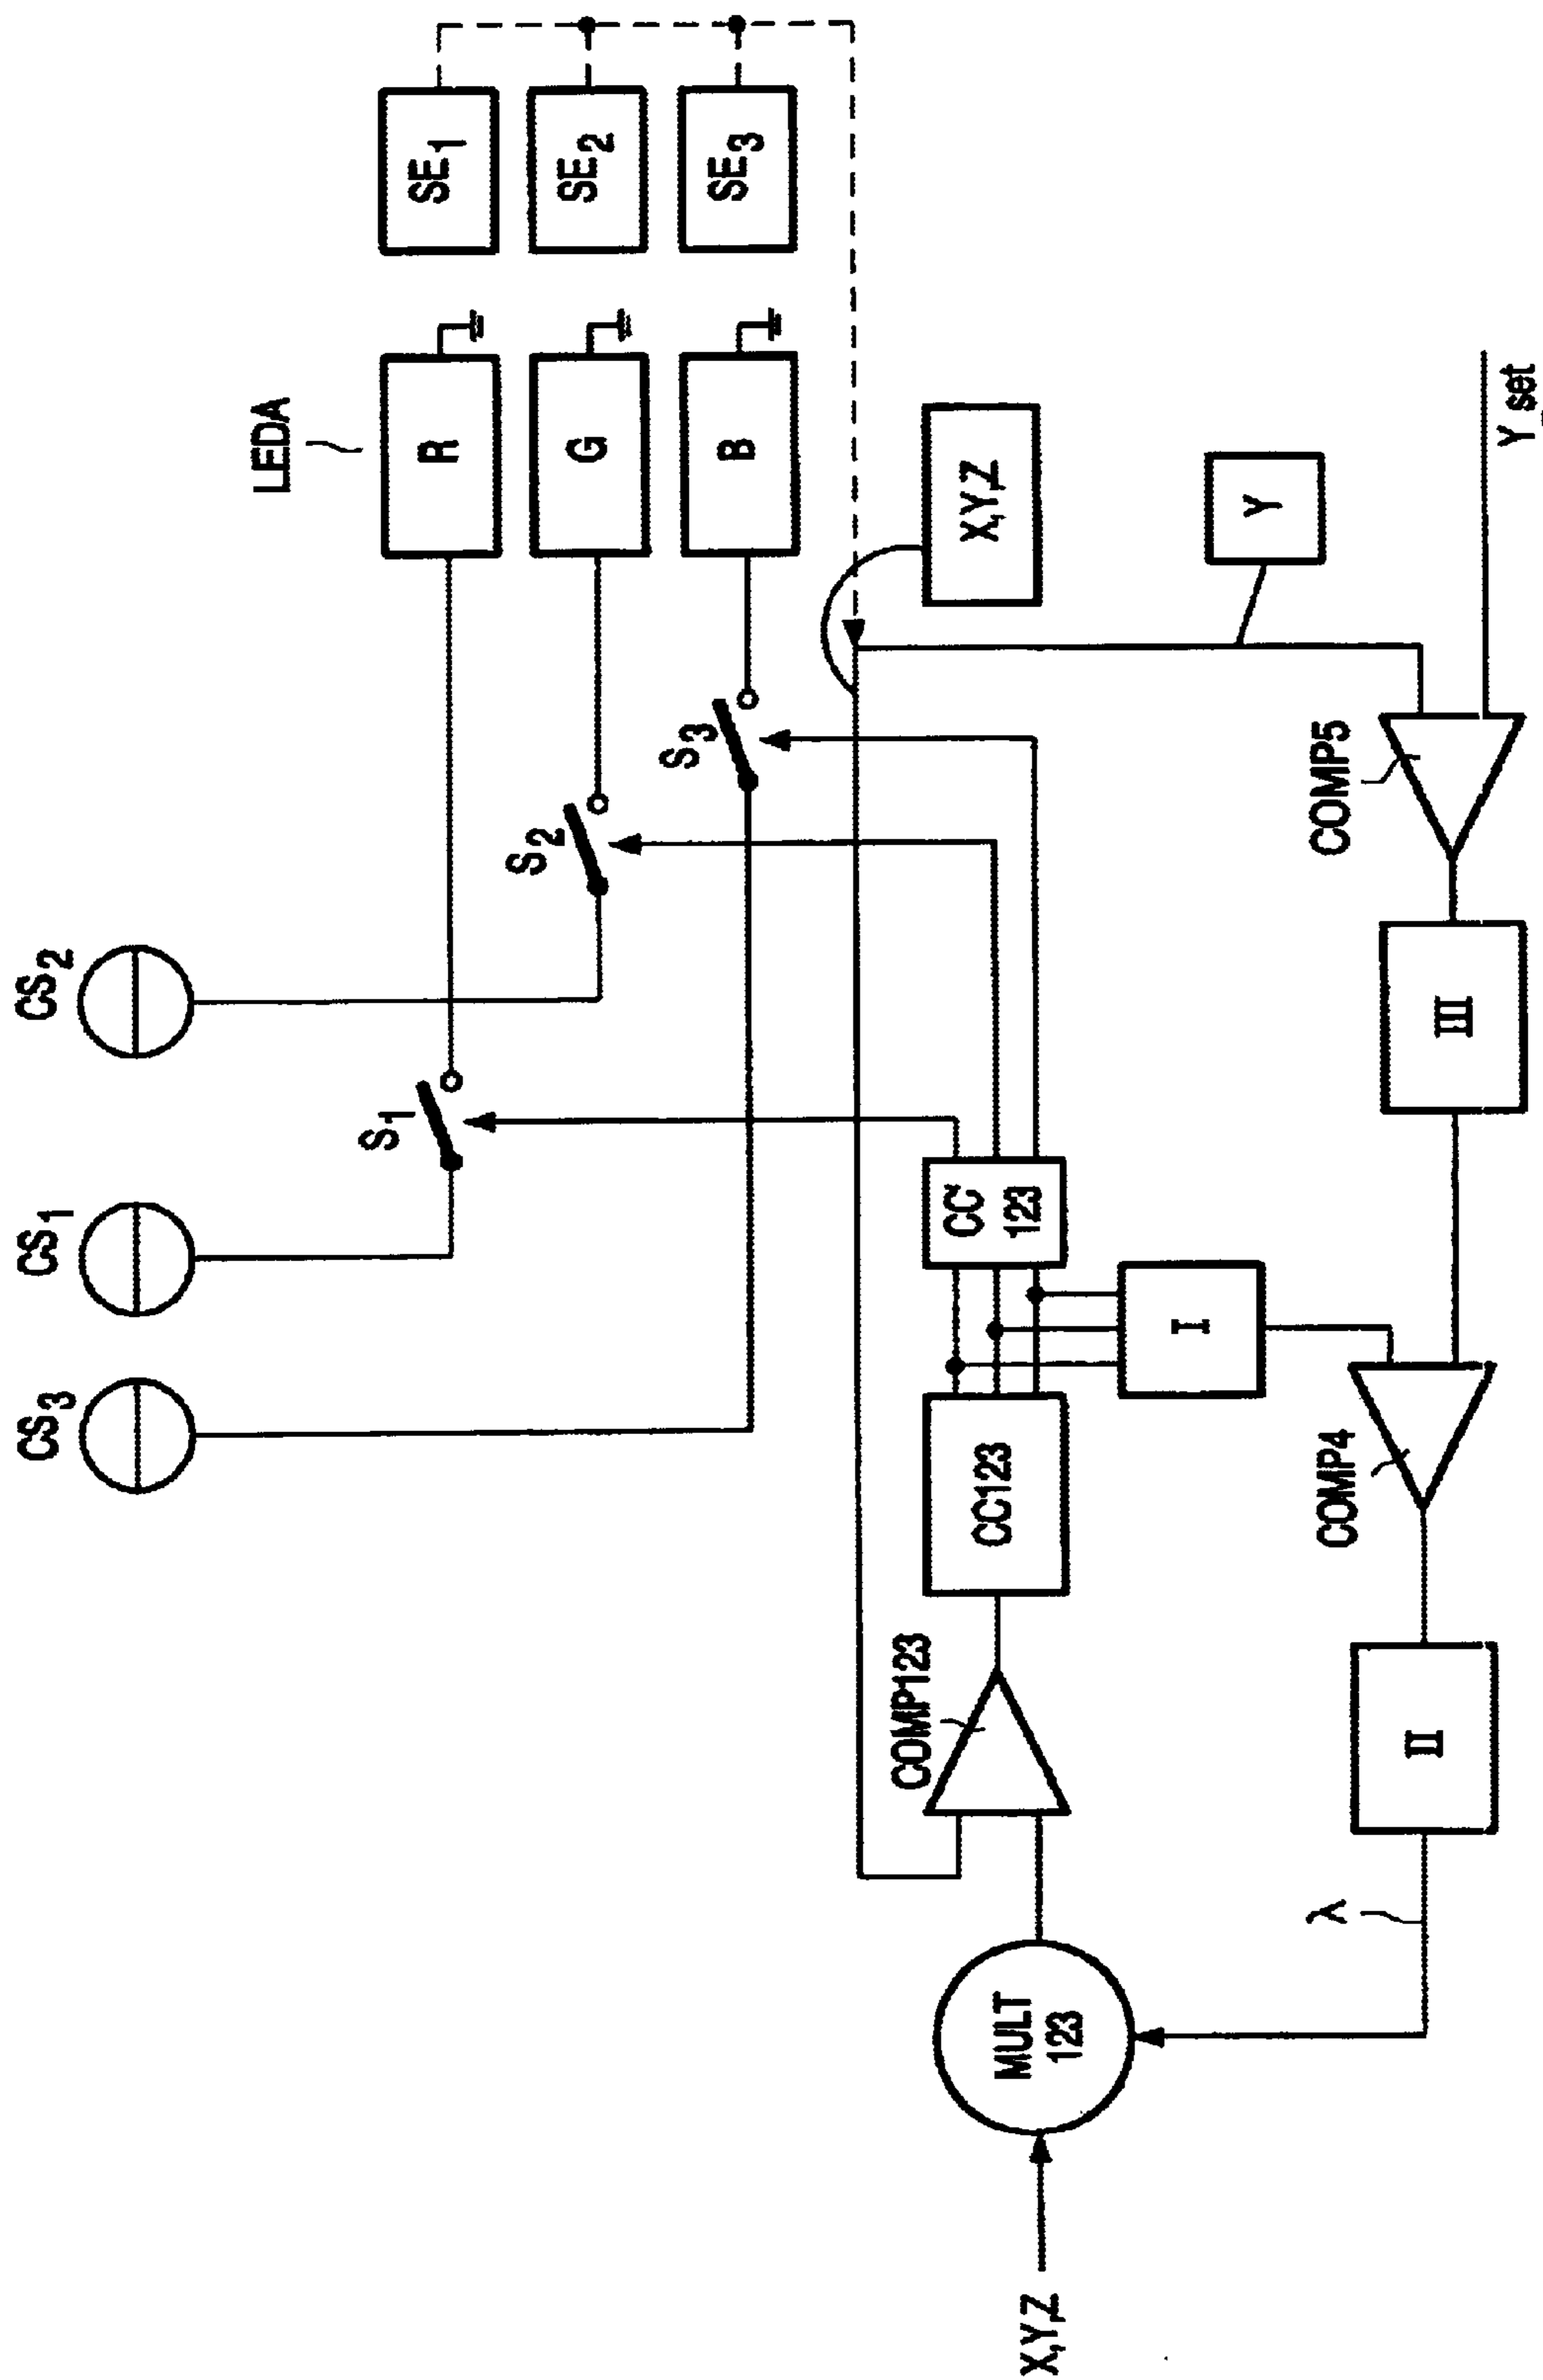 CS3
CS1
CS2
S1
S2
S3
LEDA
R
G
B
SE1
SE2
SE3
X,Y,Z
Y
Y_set
COMP5
III
CC'
123
I
CC123
COMP123
COMP4
II
λ
MULT
123
X,Y,Z